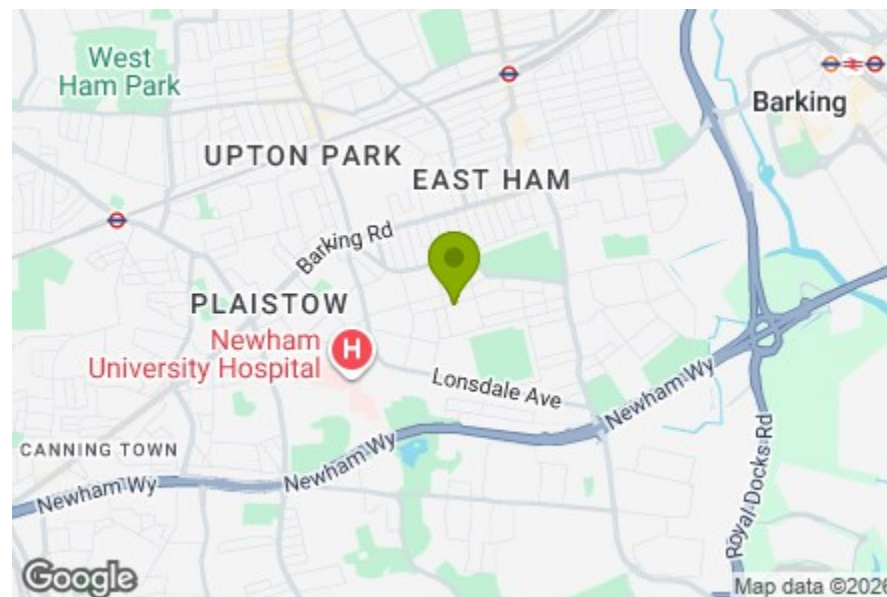 West
Ham Park
Barking
UPTON PARK
EAST HAM
Barking Rd
PLAISTOW
Newham
University Hospital
H
Lonsdale Ave
Newham Wy
CANNING TOWN
Newham Wy
Newham Wy
Royal Docks Rd
Google
Map data ©2026